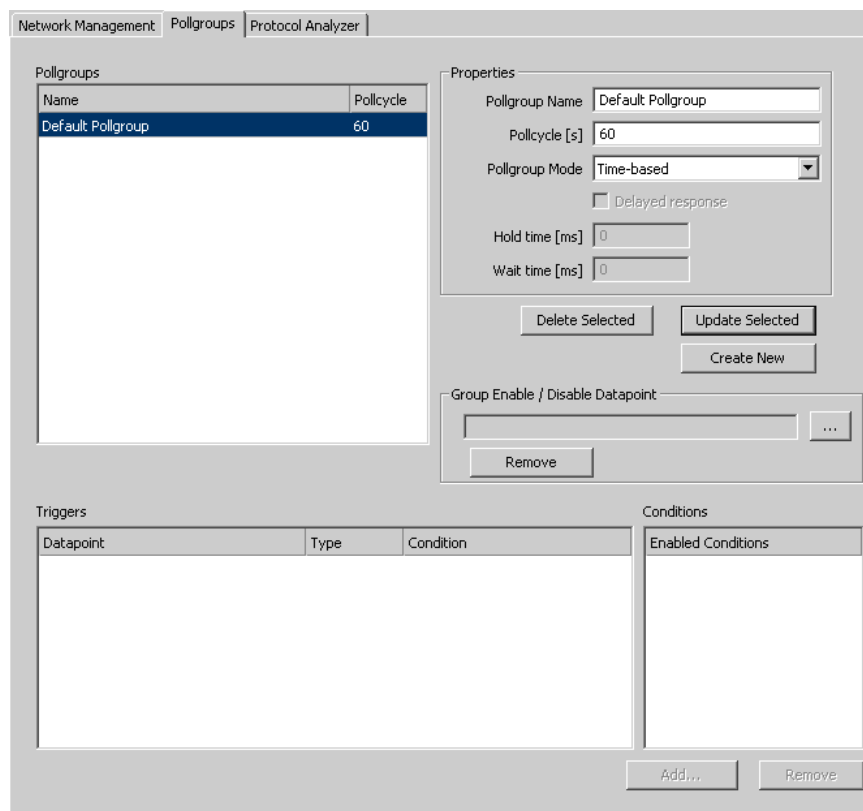 Network Management
Pollgroups
Protocol Analyzer
Pollgroups
Name
Pollcycle
Default Pollgroup
60
Properties
Pollgroup Name
Default Pollgroup
Pollcycle [s]
60
Pollgroup Mode
Time-based
Delayed response
Hold time [ms]
0
Wait time [ms]
0
Delete Selected
Update Selected
Create New
Group Enable / Disable Datapoint
...
Remove
Triggers
Datapoint
Type
Condition
Conditions
Enabled Conditions
Add...
Remove